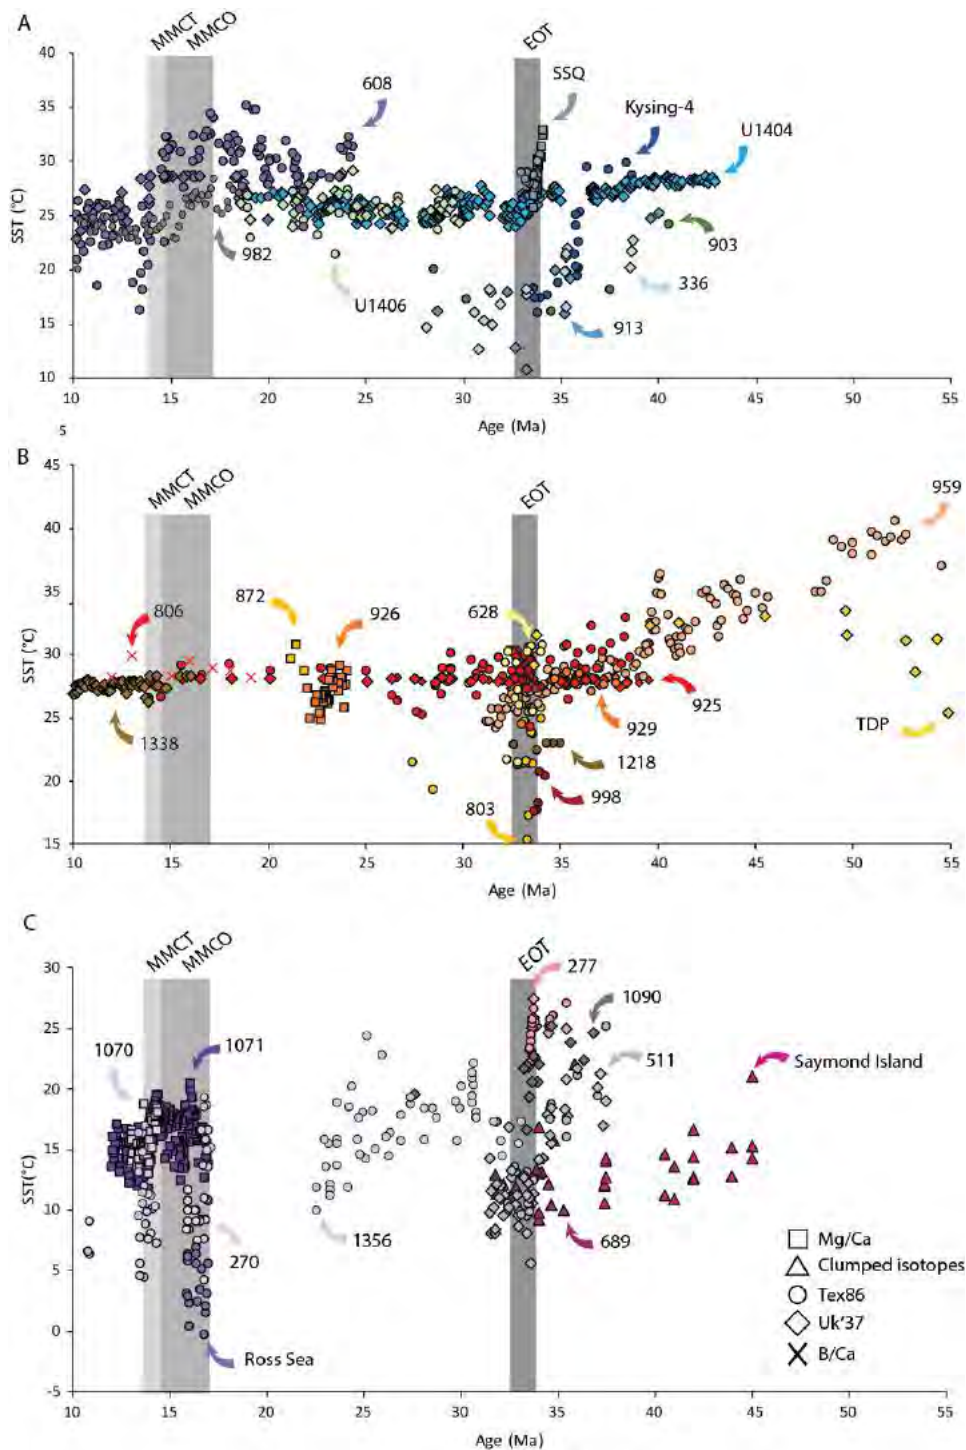 A
MMCT
MMCO
EOT
40
35
30
25
20
15
10
SST (°C)
608
SSQ
Kysing-4
U1404
982
U1406
903
336
913
10 15 20 25 30 35 40 45 50 55
Age (Ma)
5
B
MMCT
MMCO
EOT
45
40
35
30
25
20
15
SST (°C)
959
806
872
926
628
1338
925
929
TDP
1218
998
803
10 15 20 25 30 35 40 45 50 55
Age (Ma)
C
MMCT
MMCO
EOT
30
25
20
15
10
5
0
-5
SST(°C)
277
1090
1070
1071
511
Saymond Island
270
1356
689
Ross Sea
Mg/Ca
Clumped isotopes
Tex86
Uk'37
B/Ca
10 15 20 25 30 35 40 45 50 55
Age (Ma)